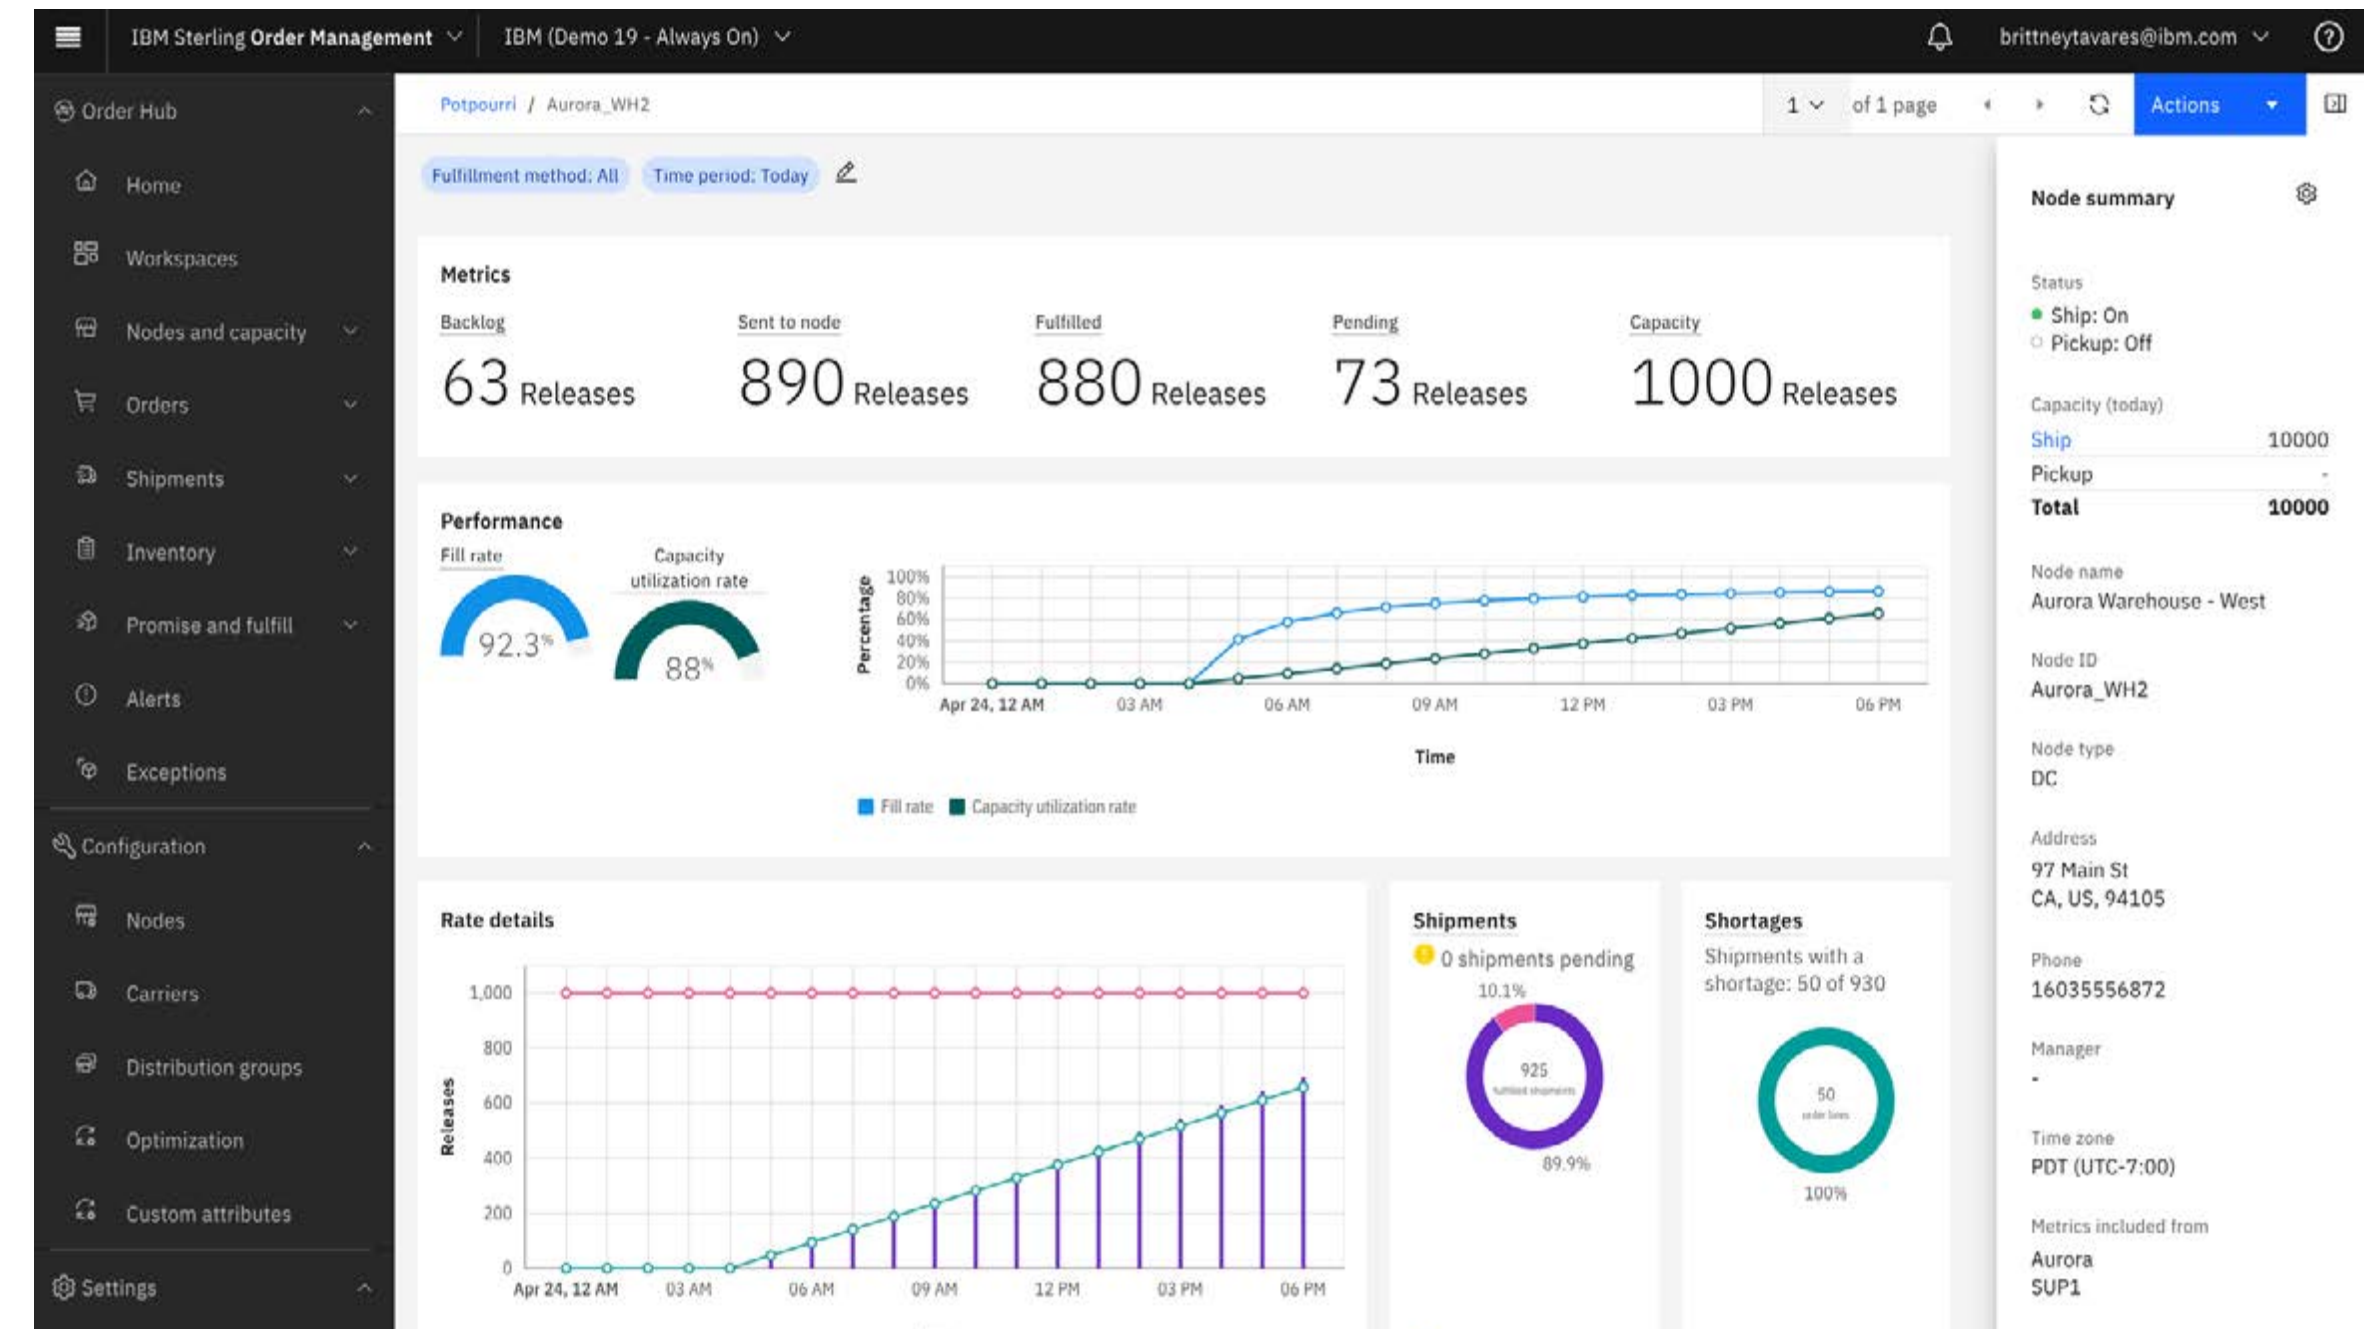 IBM Sterling Order Management
IBM (Demo 19 - Always On)
brittneytavares@ibm.com
Order Hub
Home
Workspaces
Nodes and capacity
Orders
Shipments
Inventory
Promise and fulfill
Alerts
Exceptions
Configuration
Nodes
Carriers
Distribution groups
Optimization
Custom attributes
Settings
Potpourri / Aurora_WH2
1 of 1 page
Actions
Fulfillment method: All
Time period: Today
Metrics
Backlog
63 Releases
Sent to node
890 Releases
Fulfilled
880 Releases
Pending
73 Releases
Capacity
1000 Releases
Performance
Fill rate
92.3%
Capacity
utilization rate
88%
Percentage
100%
80%
60%
40%
20%
0%
Apr 24, 12 AM
03 AM
06 AM
09 AM
12 PM
03 PM
06 PM
Time
Fill rate
Capacity utilization rate
Rate details
Releases
1,000
800
600
400
200
0
Apr 24, 12 AM
03 AM
06 AM
09 AM
12 PM
03 PM
06 PM
Shipments
0 shipments pending
10.1%
925
fulfilled shipments
89.9%
Shortages
Shipments with a
shortage: 50 of 930
50
order lines
100%
Node summary
Status
Ship: On
Pickup: Off
Capacity (today)
Ship 10000
Pickup -
Total 10000
Node name
Aurora Warehouse - West
Node ID
Aurora_WH2
Node type
DC
Address
97 Main St
CA, US, 94105
Phone
16035556872
Manager
-
Time zone
PDT (UTC-7:00)
Metrics included from
Aurora
SUP1